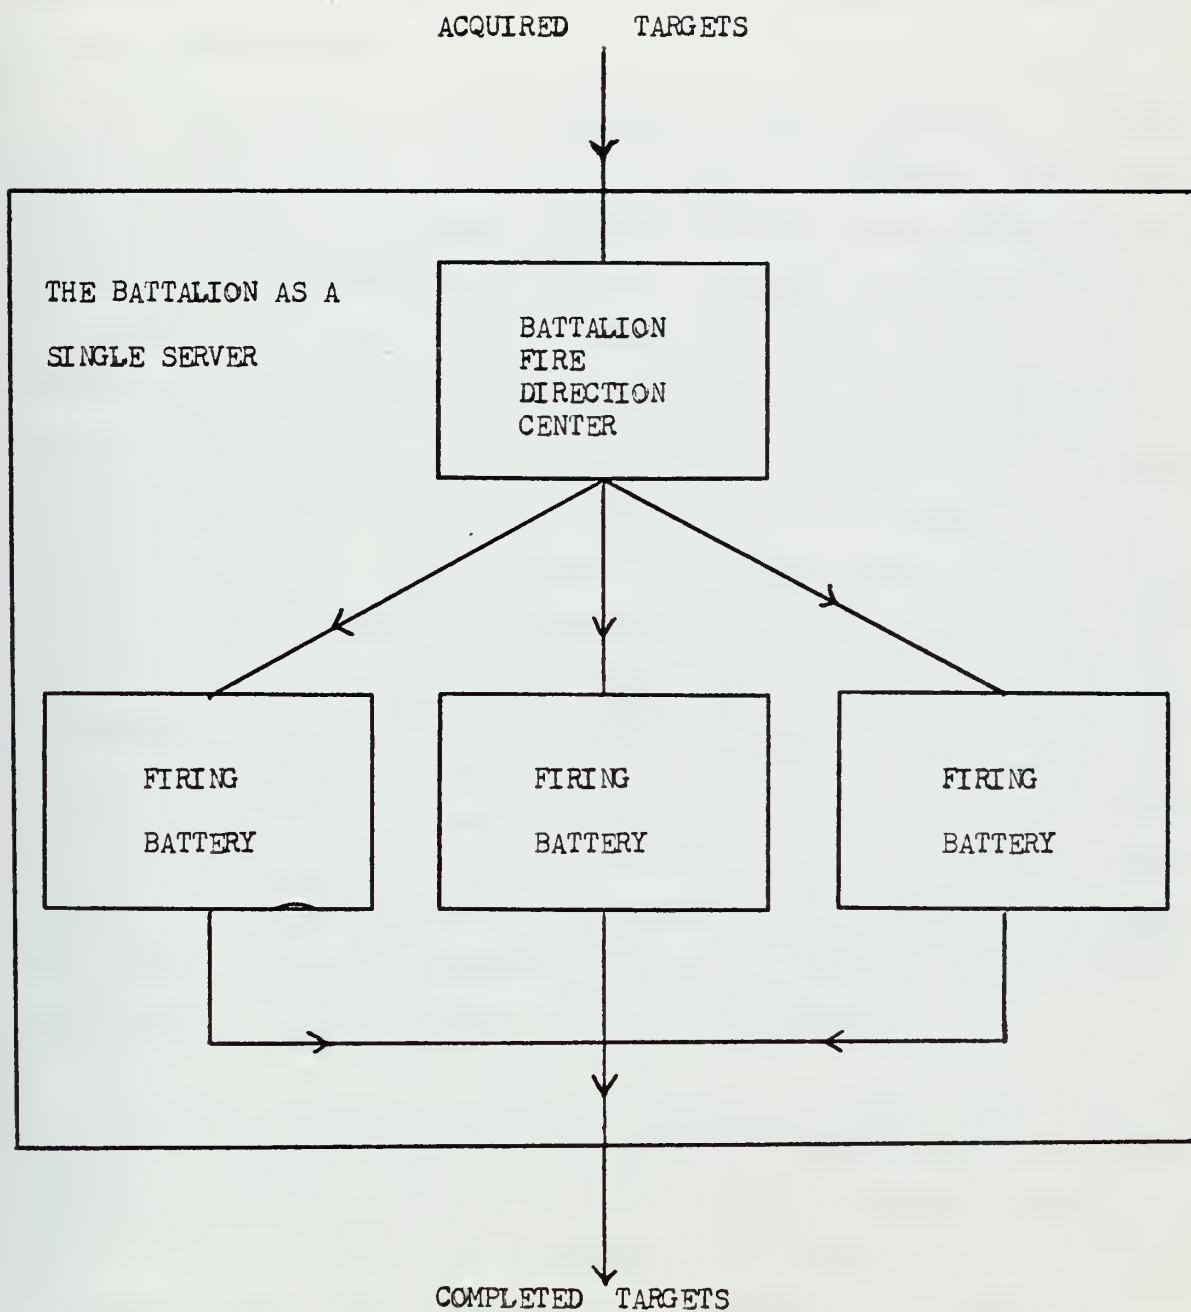 ACQUIRED TARGETS
THE BATTALION AS A
SINGLE SERVER
BATTALION
FIRE
DIRECTION
CENTER
FIRING
BATTERY
FIRING
BATTERY
FIRING
BATTERY
COMPLETED TARGETS